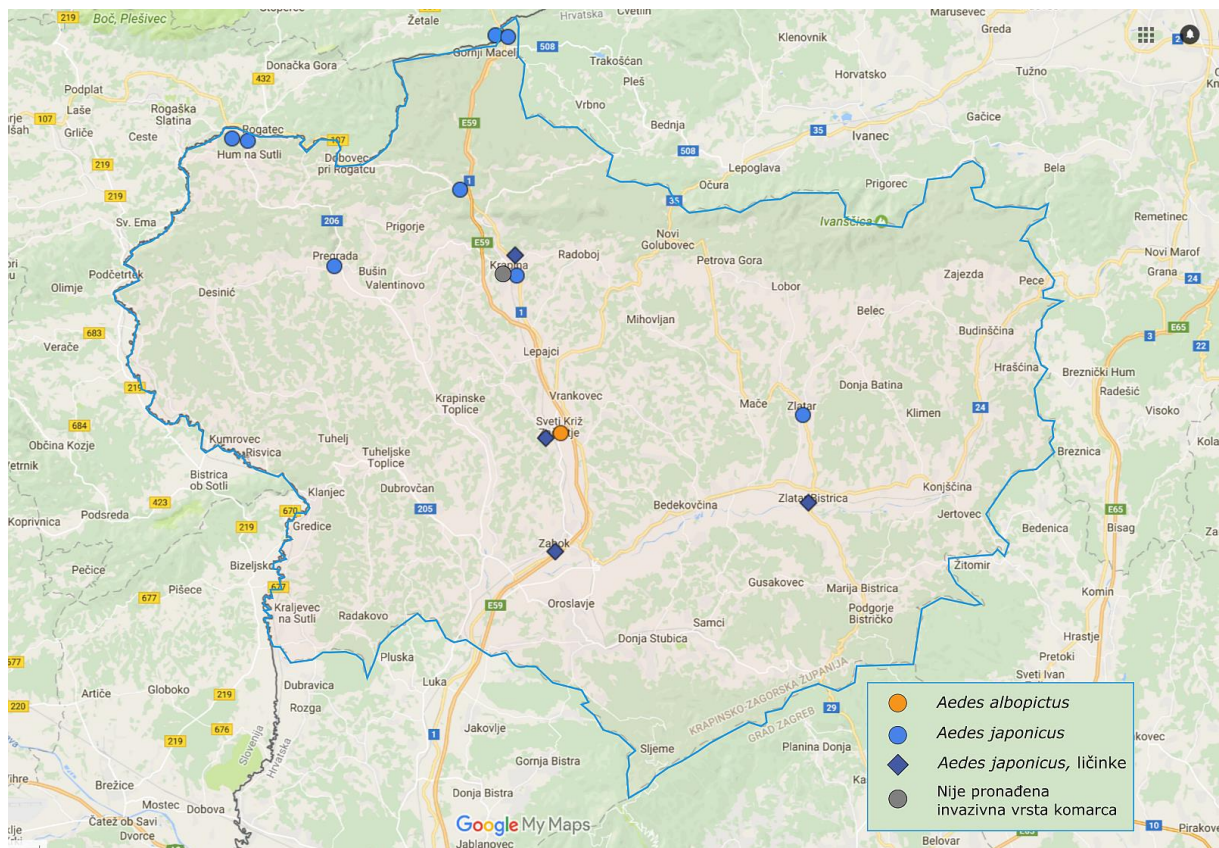 219
Boč, Plešivec
Stoperce
Žetale
Hrvatska
Cvetlin
Maruševec
Greda
Klenovnik
Gornji Macelj
508
Trakošćan
Pleš
Donačka Gora
432
Horvatsko
Tužno
Podplat
Laše
Rogaška
Slatina
Vrbno
Gačice
107
Grliče
Ceste
Rogatec
E59
Bednja
35
Ivanec
Hum na Sutli
107
Dobovec
pri Rogatcu
508
219
Lepoglava
Bela
219
1
Očura
Prigorec
35
Sv. Ema
206
Prigorje
Ivanščica
Remetinec
E59
Novi
Golubovec
Novi Marof
Pregrada
Krapina
Radoboj
Petrova Gora
Podčetrtek
Bušin
Zajezda
Grana
24
Olimje
Desinić
Valentinovo
Lobor
Pece
1
Mihovljan
Belec
683
Budinščina
E65
3
Verače
Lepajci
22
Hrašćina
Breznički Hum
219
Krapinske
Toplice
Vrankovec
Donja Batina
Radešić
Mače
Zlatar
24
Klimen
Visoko
684
Sveti Križ
Začretje
Občina Kozje
Kumrovec
Risvica
Tuhelj
Tuheljske
Toplice
Breznica
Bistrica
ob Sotli
Klanjec
Dubrovčan
Konjščina
Zlatar Bistrica
423
670
205
Bedekovčina
Jertovec
E65
Koprivnica
Podsreda
219
Gredice
Bedenica
Bisag
Zabok
Pečice
Bizeljsko
Žitomir
677
Pišece
677
Gusakovec
Marija Bistrica
Komin
Kraljevec
na Sutli
E59
Oroslavje
Radakovo
Samci
Podgorje
Bistričko
Hrastje
Donja Stubica
677
Pluska
Pretoki
Sveti Ivan
Artiče
Globoko
Dubravica
Luka
KRAPINSKO-ZAGORSKA ŽUPANIJA
GRAD ZAGREB
220
219
Rozga
29
676
1
Jakovlje
219
Slovenija
Hrvatska
Sljeme
Planina Donja
Gornja Bistra
Brežice
Donja Bistra
Mostec
Dobova
Čatež ob Savi
Dvorce
Jablanovec
Google My Maps
Belovar
10
Aedes albopictus
Aedes japonicus
Aedes japonicus, ličinke
Nije pronađena
invazivna vrsta komarca